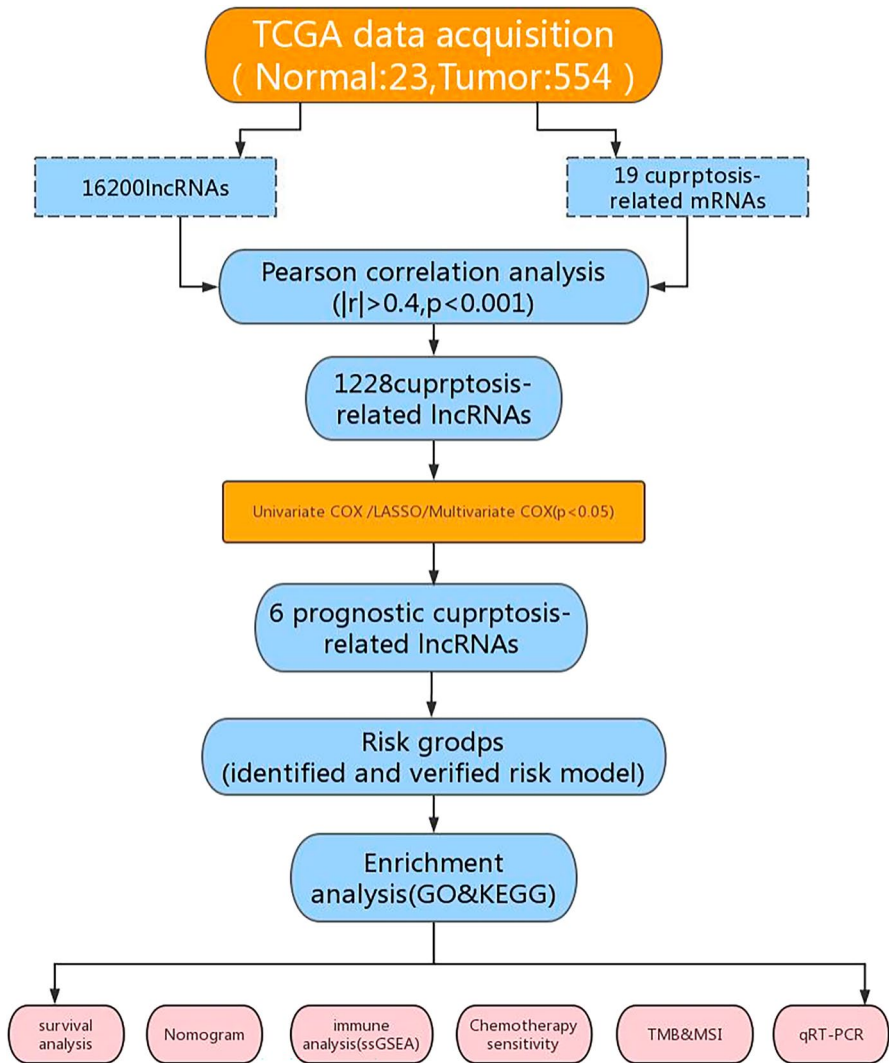 TCGA data acquisition
( Normal:23,Tumor:554 )
16200lncRNAs
19 cuprptosis-
related mRNAs
Pearson correlation analysis
(|r|>0.4,p<0.001)
1228cuprptosis-
related lncRNAs
Univariate COX /LASSO/Multivariate COX(p<0.05)
6 prognostic cuprptosis-
related lncRNAs
Risk grodps
(identified and verified risk model)
Enrichment
analysis(GO&KEGG)
survival
analysis
Nomogram
immune
analysis(ssGSEA)
Chemotherapy
sensitivity
TMB&MSI
qRT-PCR